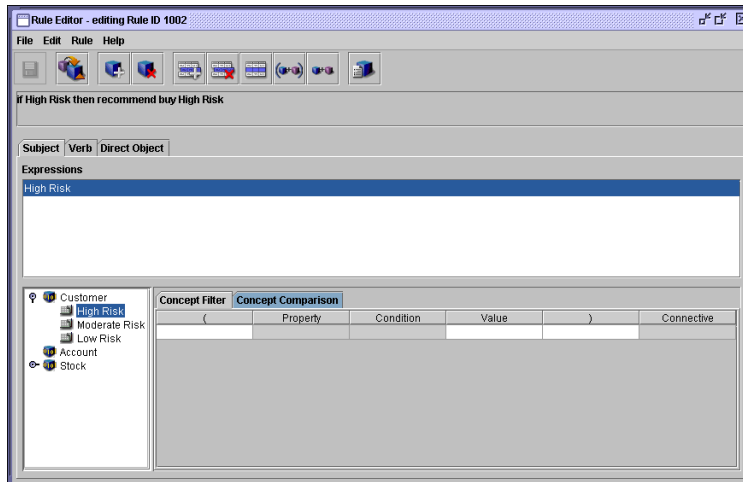 Rule Editor - editing Rule ID 1002
File Edit Rule Help
if High Risk then recommend buy High Risk
Subject Verb Direct Object
Expressions
High Risk
Customer
High Risk
Moderate Risk
Low Risk
Account
Stock
Concept Filter Concept Comparison
( Property Condition Value ) Connective